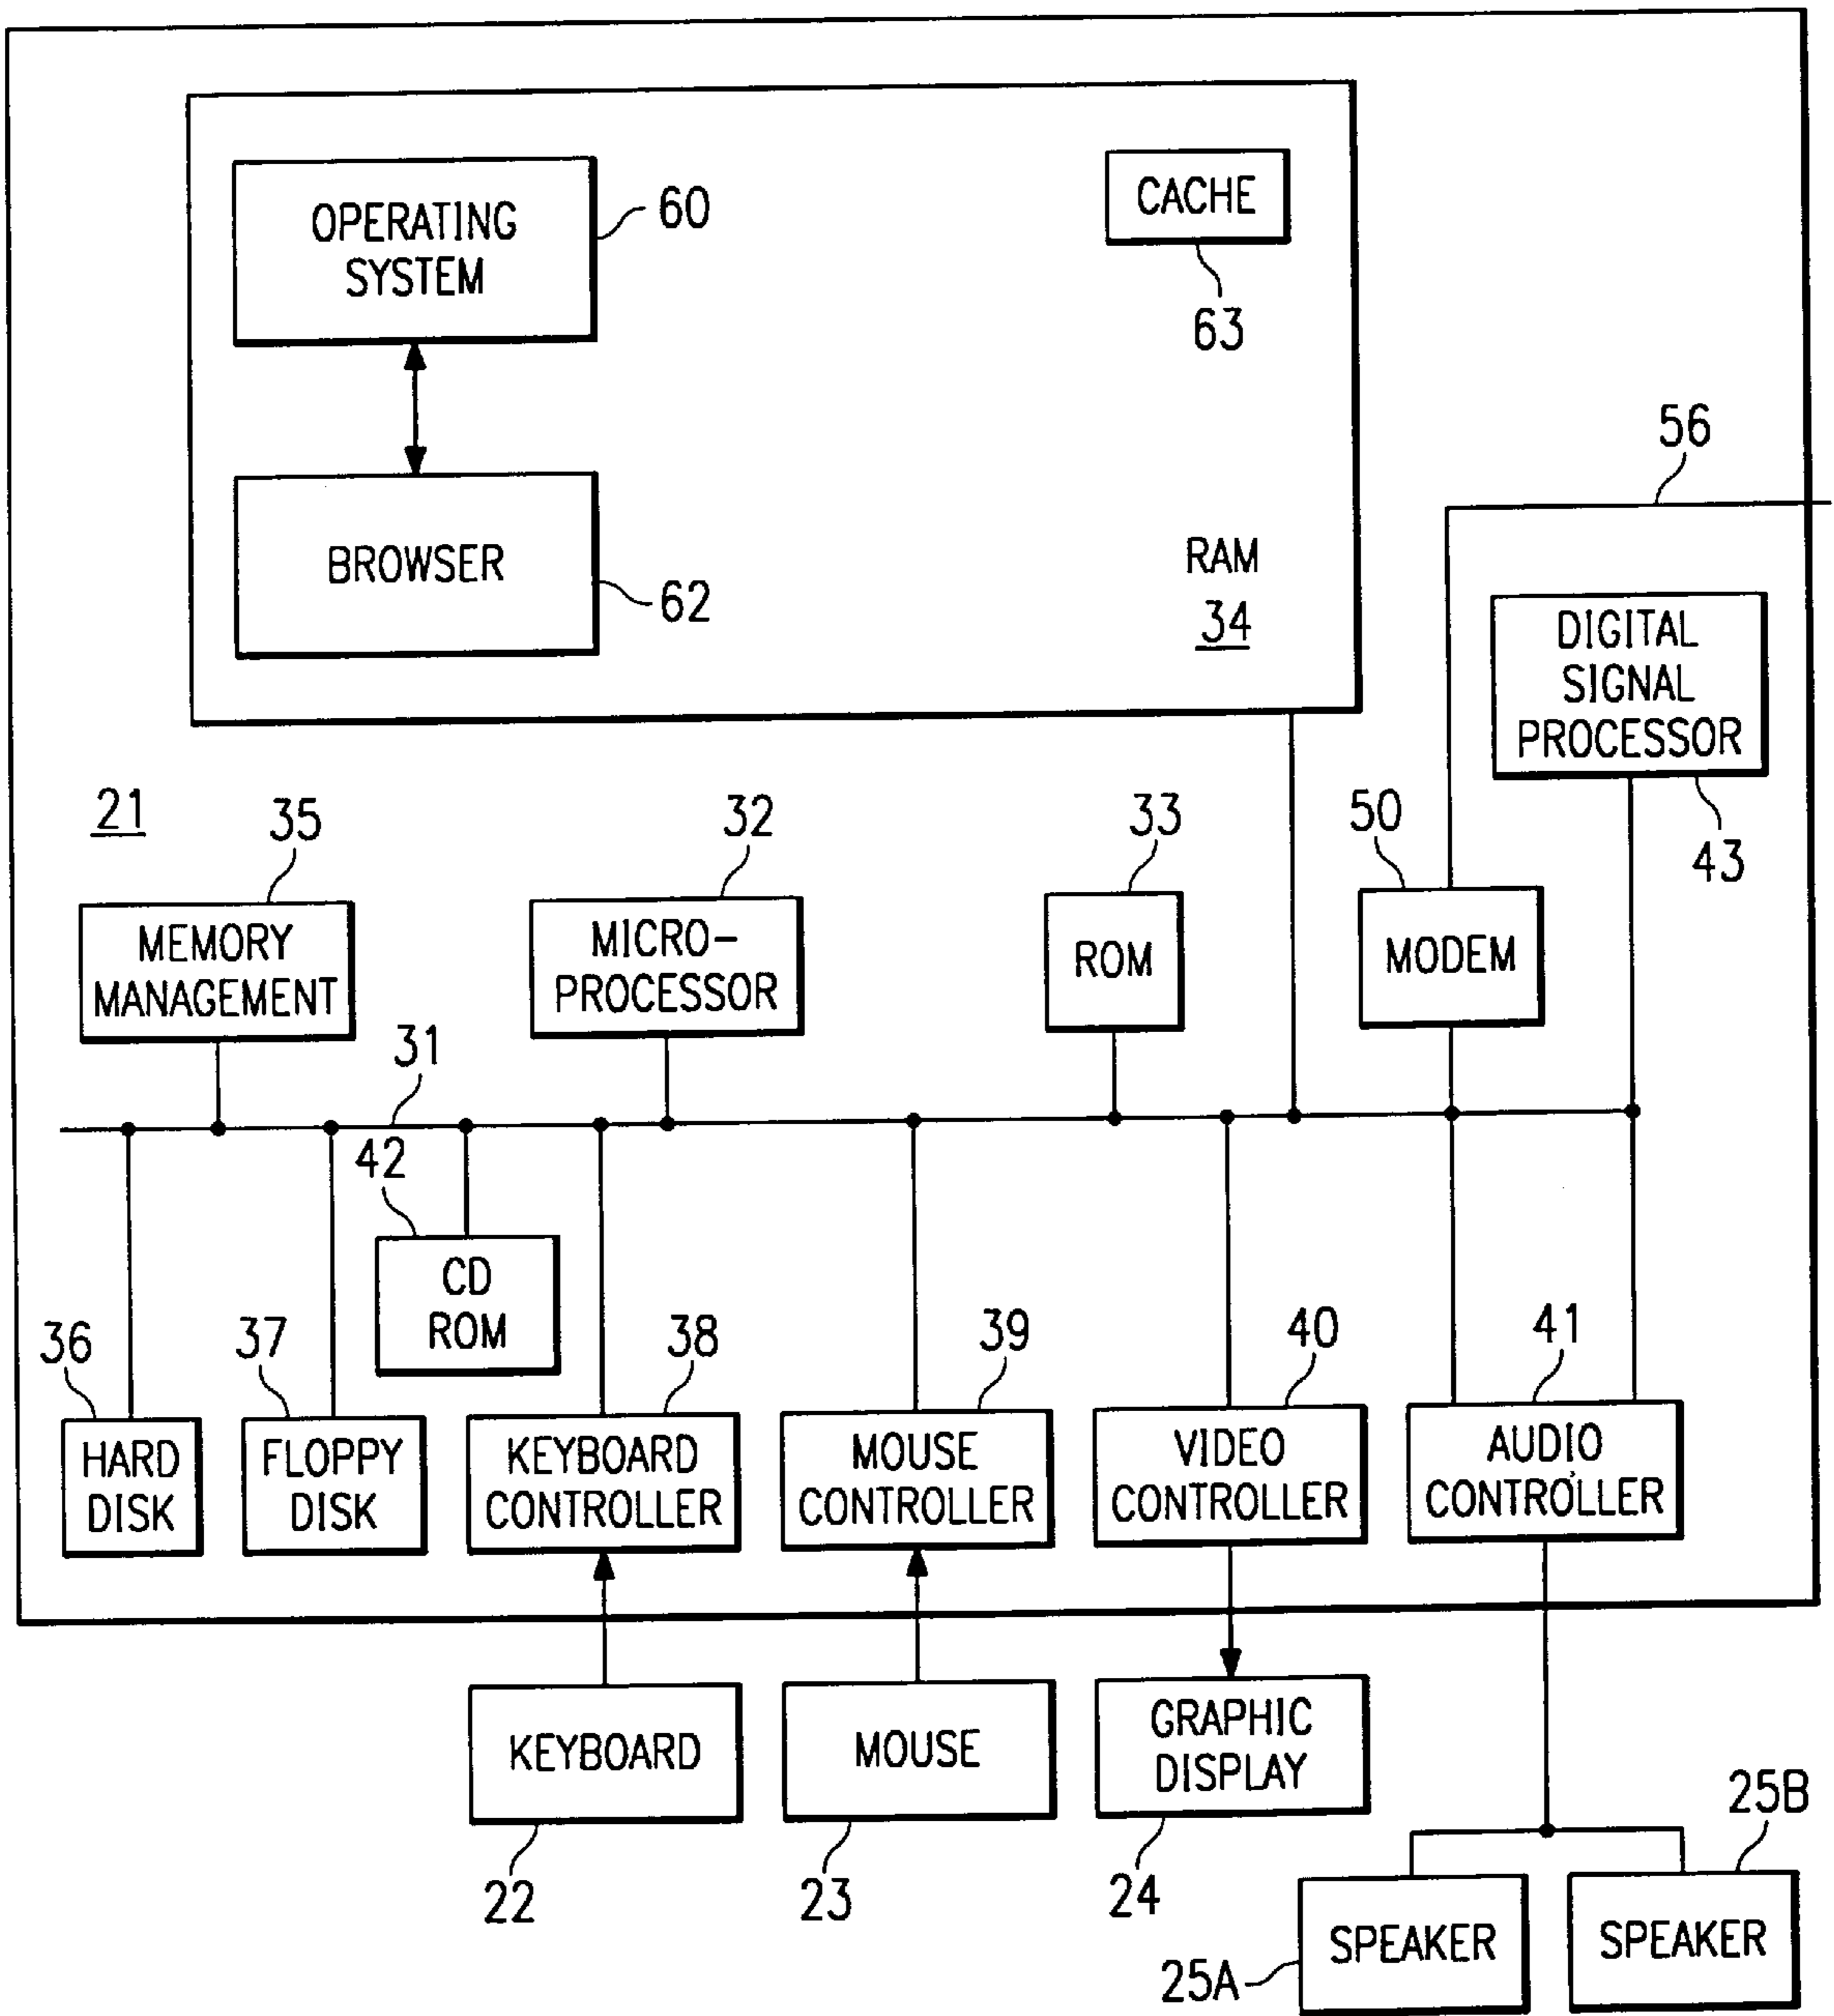 OPERATING
SYSTEM
60
CACHE
63
BROWSER
62
RAM
34
56
DIGITAL
SIGNAL
PROCESSOR
43
21
35
MEMORY
MANAGEMENT
32
MICRO-
PROCESSOR
33
ROM
50
MODEM
31
42
CD
ROM
36
HARD
DISK
37
FLOPPY
DISK
38
KEYBOARD
CONTROLLER
39
MOUSE
CONTROLLER
40
VIDEO
CONTROLLER
41
AUDIO
CONTROLLER
KEYBOARD
22
MOUSE
23
GRAPHIC
DISPLAY
24
25A
SPEAKER
25B
SPEAKER